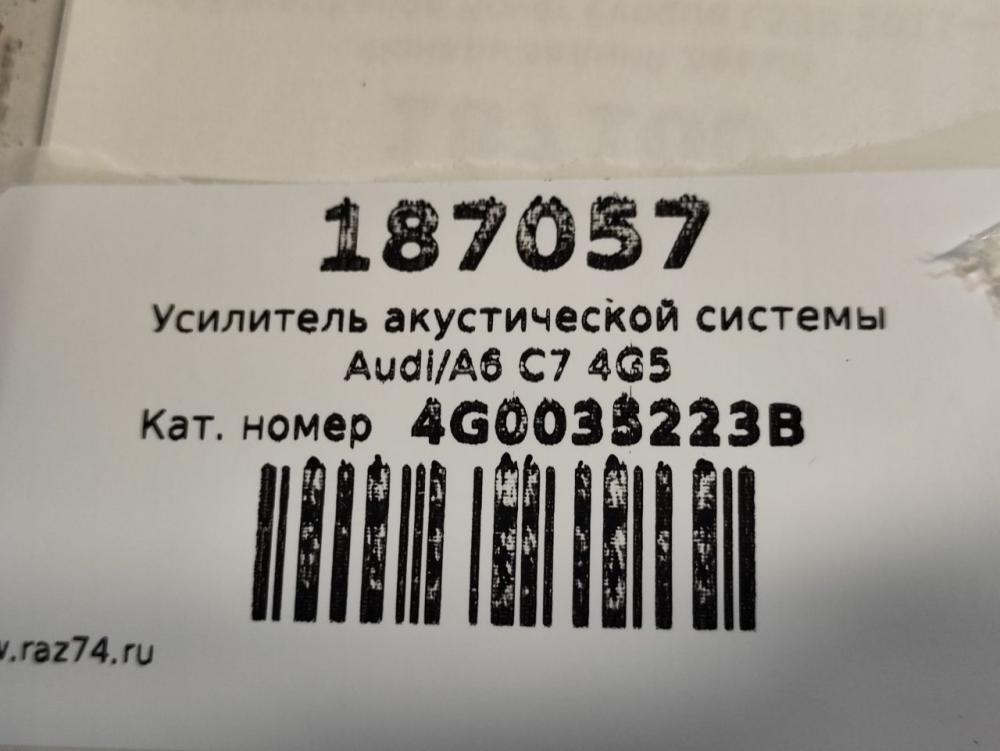 187057
Усилитель акустической системы
Audi/A6 C7 4G5
Кат. номер 4G0035223B
w.raz74.ru